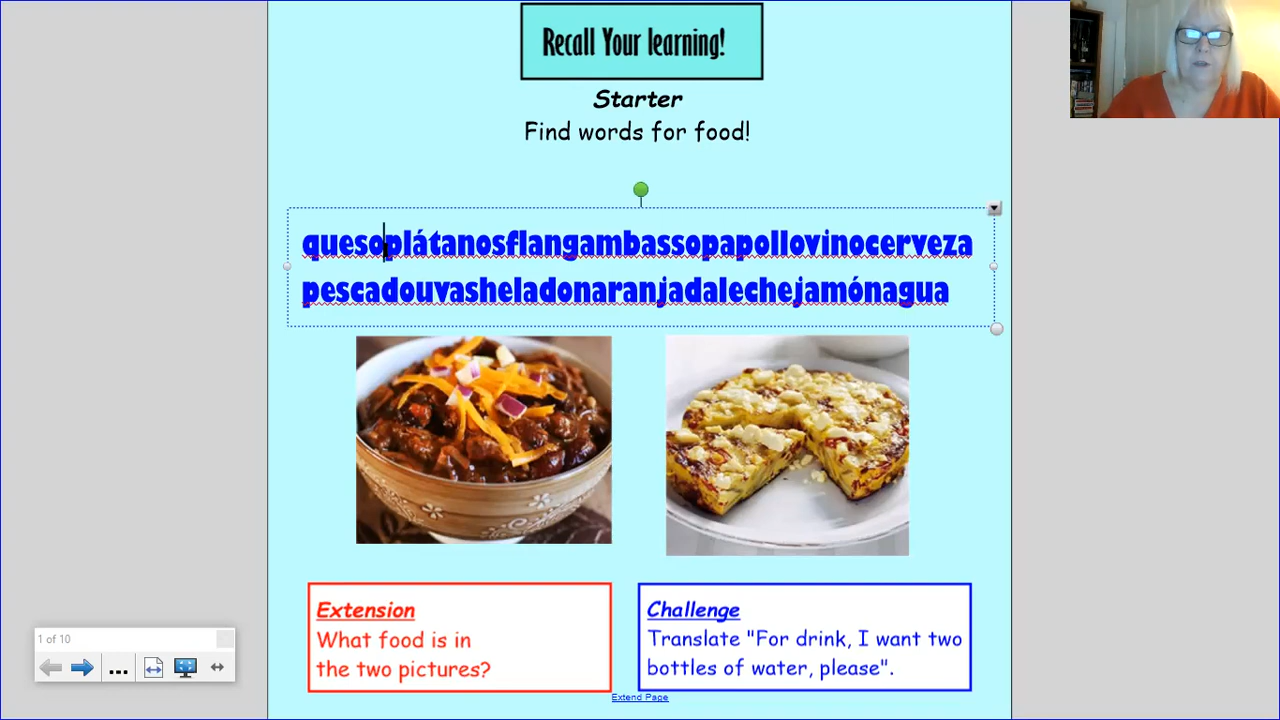 Recall Your learning!
Starter
Find words for food!
quesoplátanosflangambassopapollovinocerveza
pescadouvasheladonaranjadalechejamónagua
Extension
What food is in
the two pictures?
Challenge
Translate "For drink, I want two
bottles of water, please".
Extend Page
1 of 10
...